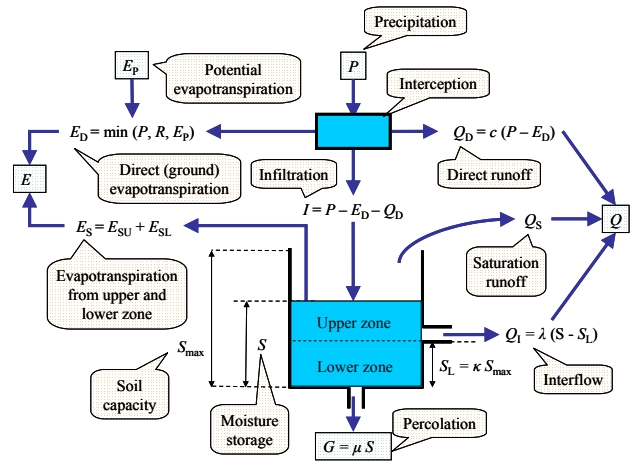 Precipitation
E_P
Potential
evapotranspiration
P
Interception
E_D = min (P, R, E_P)
Q_D = c (P – E_D)
Direct (ground)
evapotranspiration
Infiltration
Direct runoff
E
I = P – E_D – Q_D
E_S = E_SU + E_SL
Q_S
Q
Evapotranspiration
from upper and
lower zone
Saturation
runoff
Upper zone
S_max
S
Q_I = λ (S - S_L)
Lower zone
S_L = κ S_max
Interflow
Soil
capacity
Moisture
storage
Percolation
G = μ S